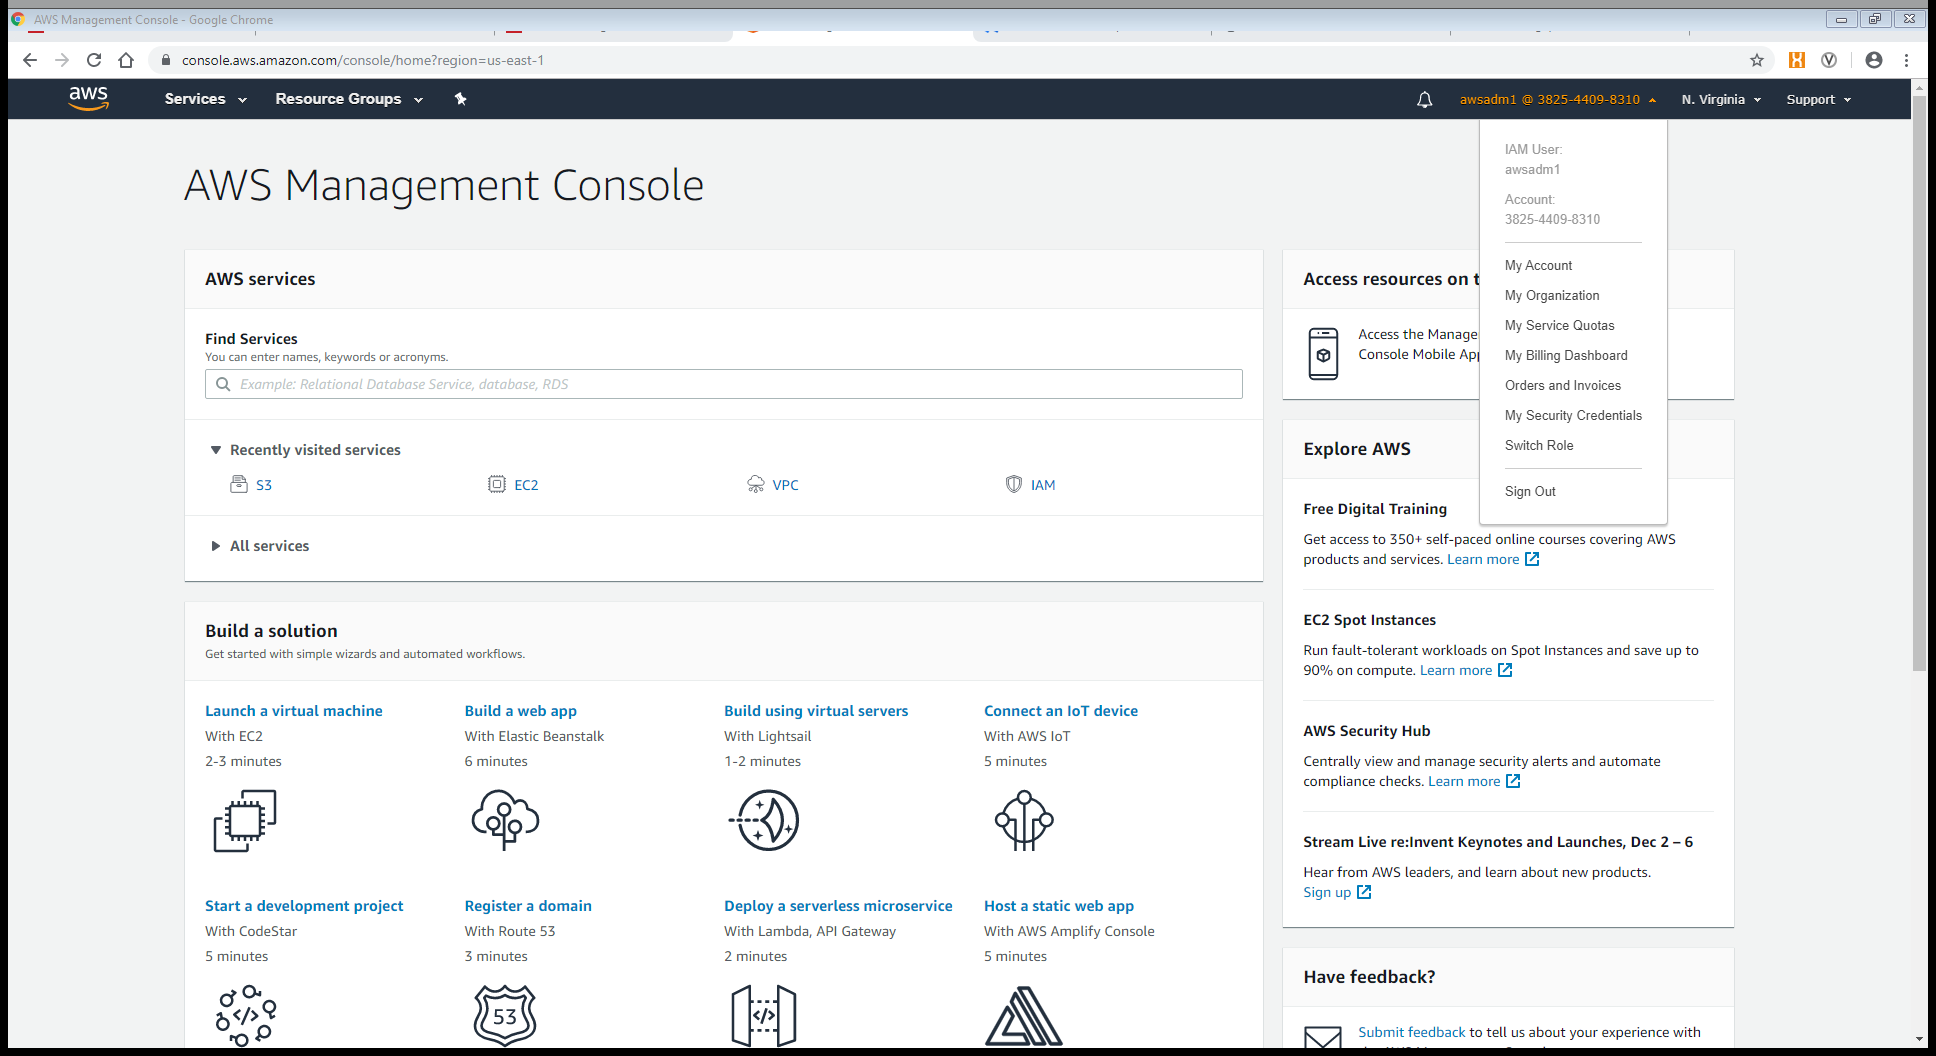 AWS Management Console - Google Chrome
console.aws.amazon.com/console/home?region=us-east-1
aws
Services
Resource Groups
awsadm1 @ 3825-4409-8310
N. Virginia
Support
IAM User:
awsadm1
Account:
3825-4409-8310
My Account
My Organization
My Service Quotas
My Billing Dashboard
Orders and Invoices
My Security Credentials
Switch Role
Sign Out
AWS Management Console
AWS services
Find Services
You can enter names, keywords or acronyms.
Example: Relational Database Service, database, RDS
Recently visited services
S3
EC2
VPC
IAM
All services
Build a solution
Get started with simple wizards and automated workflows.
Launch a virtual machine
With EC2
2-3 minutes
Build a web app
With Elastic Beanstalk
6 minutes
Build using virtual servers
With Lightsail
1-2 minutes
Connect an IoT device
With AWS IoT
5 minutes
Start a development project
With CodeStar
5 minutes
Register a domain
With Route 53
3 minutes
53
Deploy a serverless microservice
With Lambda, API Gateway
2 minutes
</>
</>
Host a static web app
With AWS Amplify Console
5 minutes
Access resources on t
Access the Manage
Console Mobile App
Explore AWS
Free Digital Training
Get access to 350+ self-paced online courses covering AWS
products and services. Learn more
EC2 Spot Instances
Run fault-tolerant workloads on Spot Instances and save up to
90% on compute. Learn more
AWS Security Hub
Centrally view and manage security alerts and automate
compliance checks. Learn more
Stream Live re:Invent Keynotes and Launches, Dec 2 – 6
Hear from AWS leaders, and learn about new products.
Sign up
Have feedback?
Submit feedback to tell us about your experience with